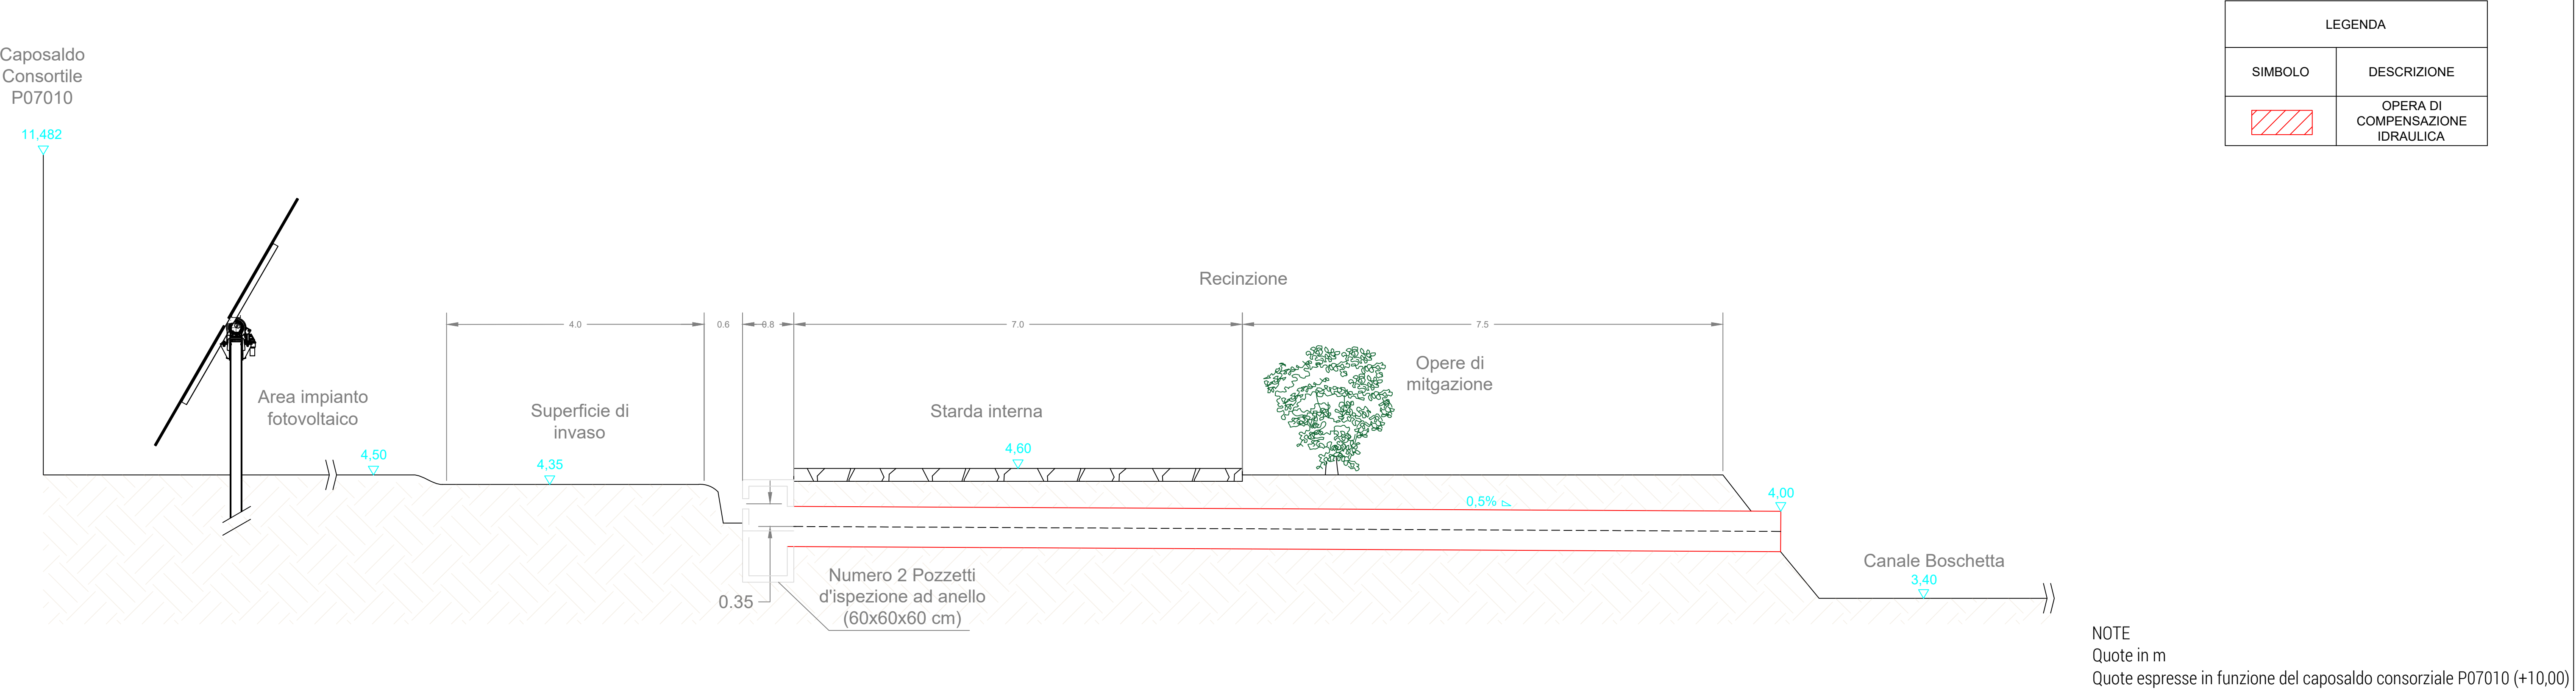 LEGENDA
SIMBOLO
DESCRIZIONE
OPERA DI
COMPENSAZIONE
IDRAULICA
Caposaldo
Consortile
P07010
11.482
Recinzione
4.0
0.6
0.8
7.0
7.5
Opere di
mitgazione
Area impianto
fotovoltaico
Superficie di
invaso
Starda interna
4,50
4,35
4,60
0,5%
4,00
Canale Boschetta
3,40
Numero 2 Pozzetti
d'ispezione ad anello
(60x60x60 cm)
0.35
NOTE
Quote in m
Quote espresse in funzione del caposaldo consorziale P07010 (+10,00)